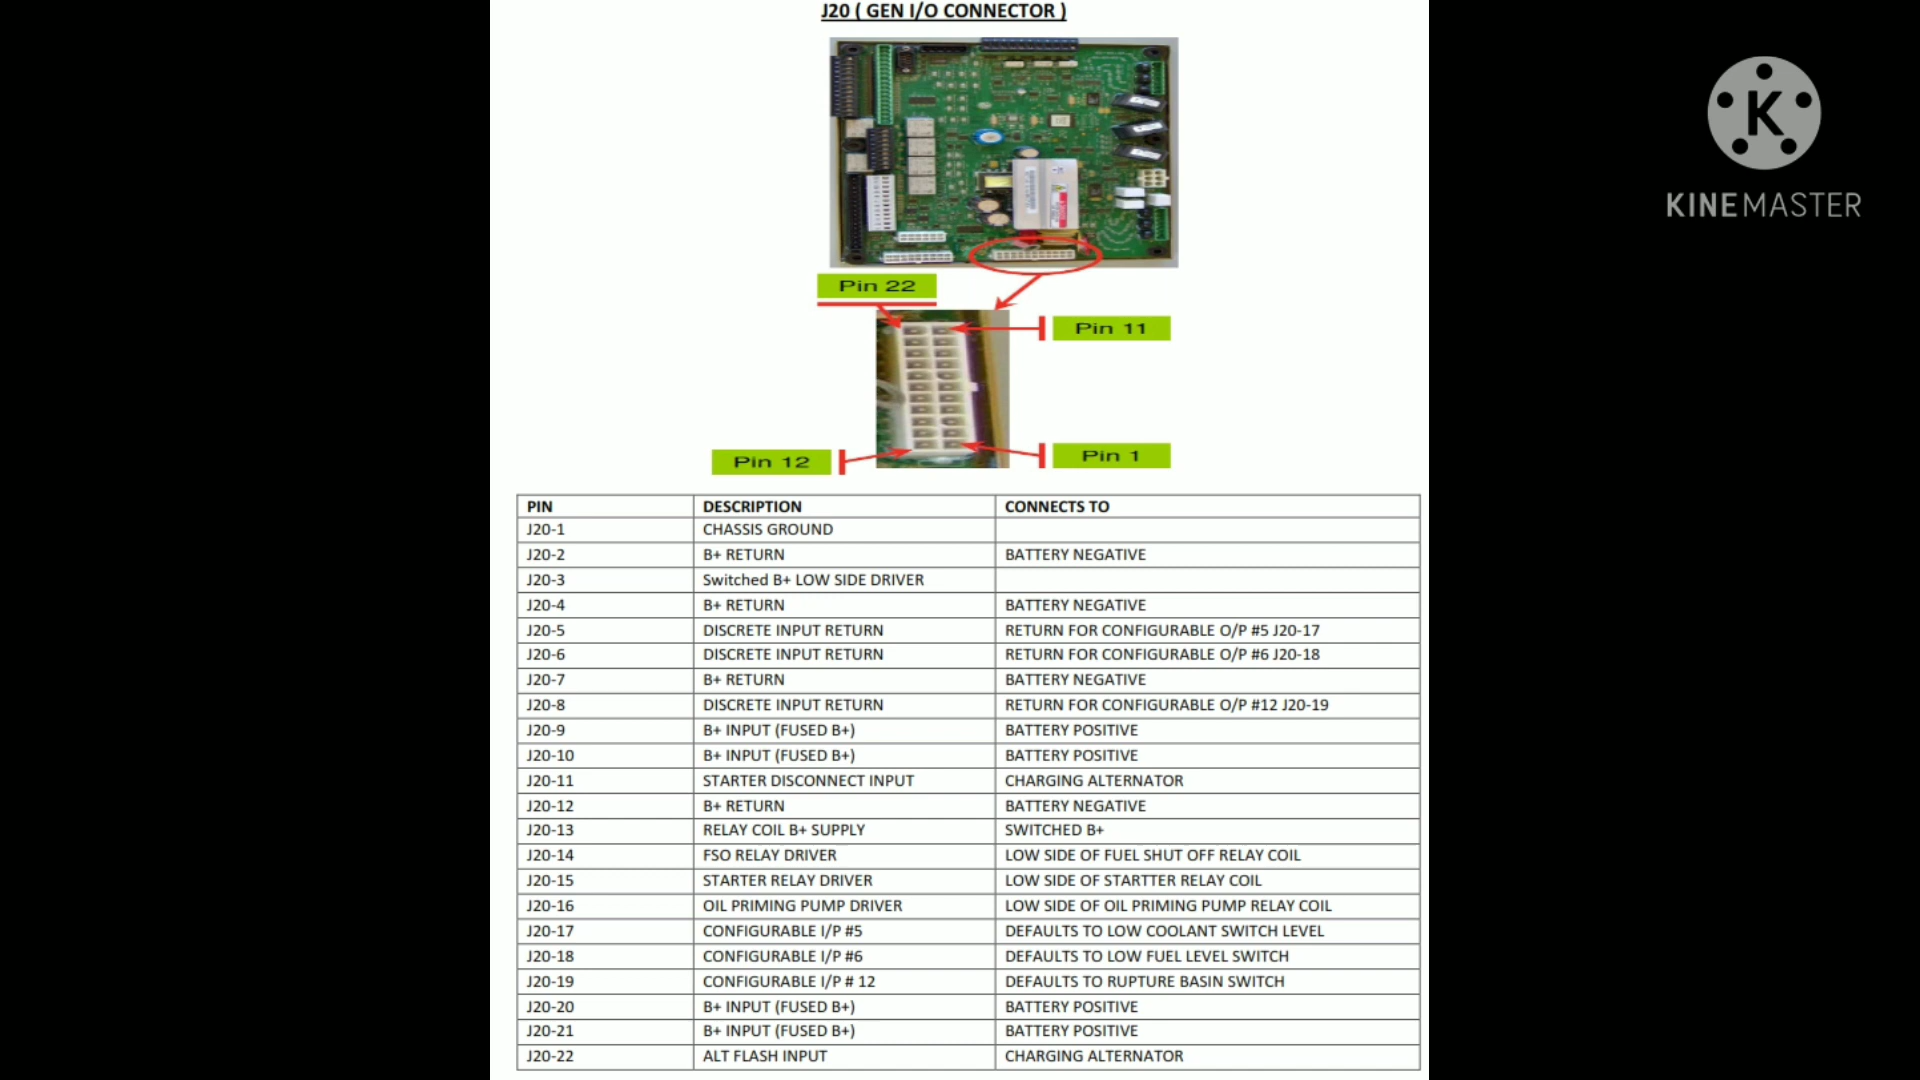 J20 ( GEN I/O CONNECTOR )
K
KINEMASTER
Pin 22
Pin 11
Pin 12
Pin 1
PIN DESCRIPTION CONNECTS TO
J20-1 CHASSIS GROUND
J20-2 B+ RETURN BATTERY NEGATIVE
J20-3 Switched B+ LOW SIDE DRIVER
J20-4 B+ RETURN BATTERY NEGATIVE
J20-5 DISCRETE INPUT RETURN RETURN FOR CONFIGURABLE O/P #5 J20-17
J20-6 DISCRETE INPUT RETURN RETURN FOR CONFIGURABLE O/P #6 J20-18
J20-7 B+ RETURN BATTERY NEGATIVE
J20-8 DISCRETE INPUT RETURN RETURN FOR CONFIGURABLE O/P #12 J20-19
J20-9 B+ INPUT (FUSED B+) BATTERY POSITIVE
J20-10 B+ INPUT (FUSED B+) BATTERY POSITIVE
J20-11 STARTER DISCONNECT INPUT CHARGING ALTERNATOR
J20-12 B+ RETURN BATTERY NEGATIVE
J20-13 RELAY COIL B+ SUPPLY SWITCHED B+
J20-14 FSO RELAY DRIVER LOW SIDE OF FUEL SHUT OFF RELAY COIL
J20-15 STARTER RELAY DRIVER LOW SIDE OF STARTTER RELAY COIL
J20-16 OIL PRIMING PUMP DRIVER LOW SIDE OF OIL PRIMING PUMP RELAY COIL
J20-17 CONFIGURABLE I/P #5 DEFAULTS TO LOW COOLANT SWITCH LEVEL
J20-18 CONFIGURABLE I/P #6 DEFAULTS TO LOW FUEL LEVEL SWITCH
J20-19 CONFIGURABLE I/P # 12 DEFAULTS TO RUPTURE BASIN SWITCH
J20-20 B+ INPUT (FUSED B+) BATTERY POSITIVE
J20-21 B+ INPUT (FUSED B+) BATTERY POSITIVE
J20-22 ALT FLASH INPUT CHARGING ALTERNATOR